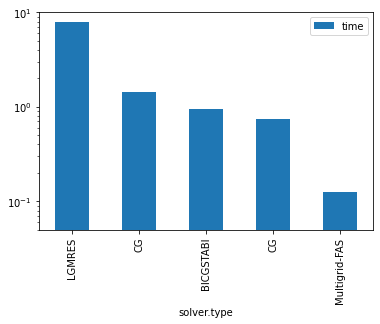 10¹
10⁰
10⁻¹
time
LGMRES
CG
BICGSTABI
CG
Multigrid-FAS
solver.type